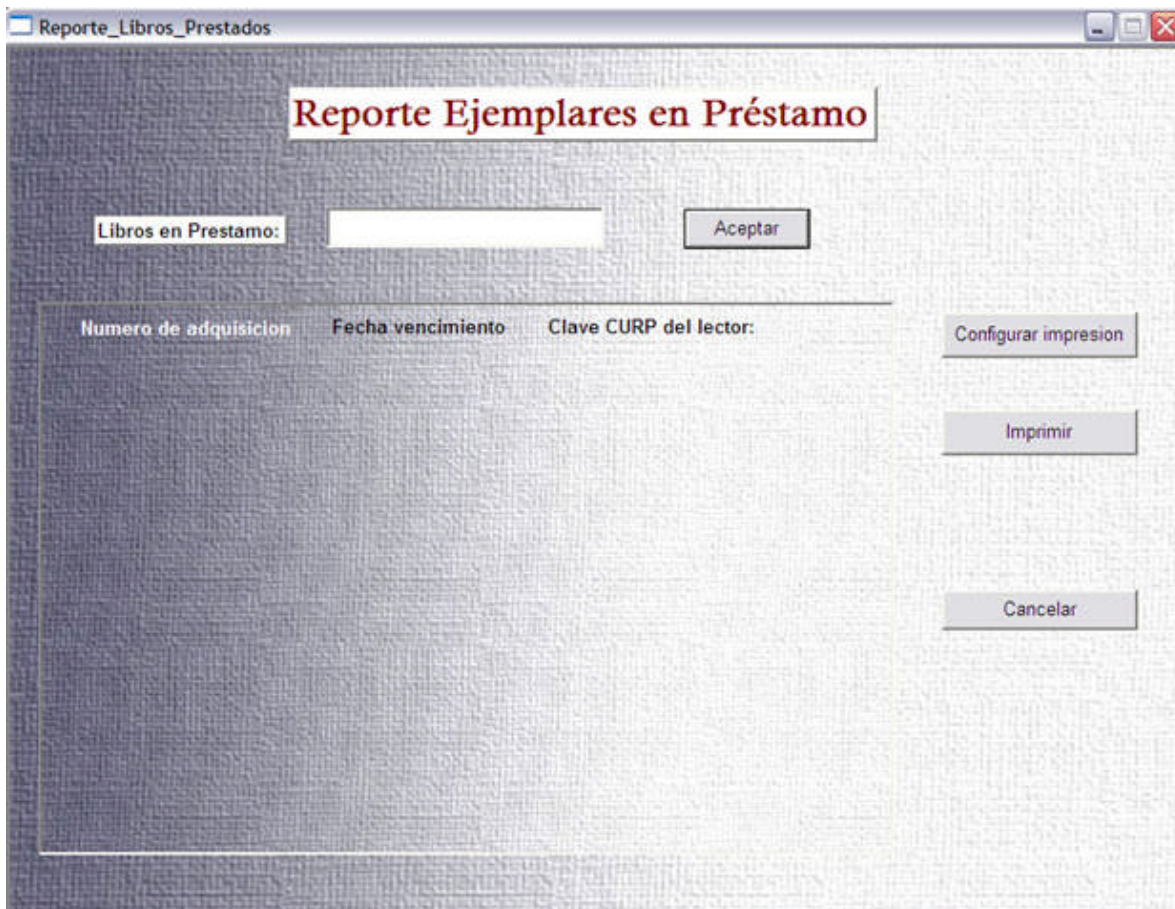 Reporte_Libros_Prestados
Reporte Ejemplares en Préstamo
Libros en Prestamo:
Aceptar
Numero de adquisicion Fecha vencimiento Clave CURP del lector:
Configurar impresion
Imprimir
Cancelar